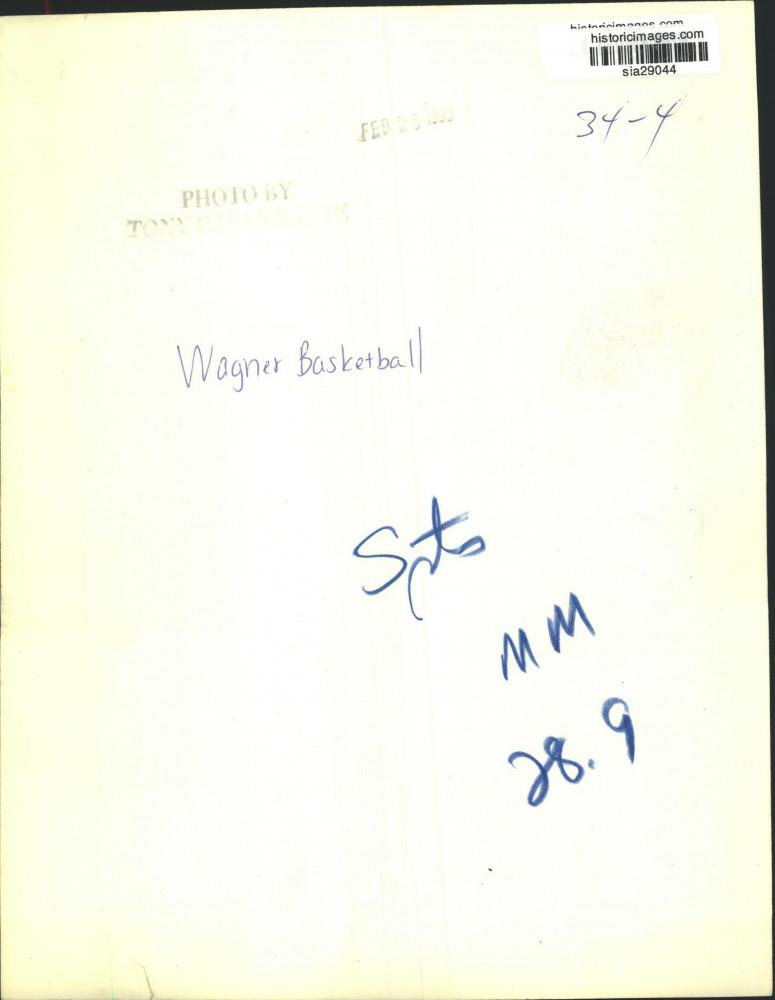 historicimages.com
historicimages.com
sia29044
34-4
FEB 26
PHOTO BY
TONY
Wagner Basketball
Spts
MM
28.9